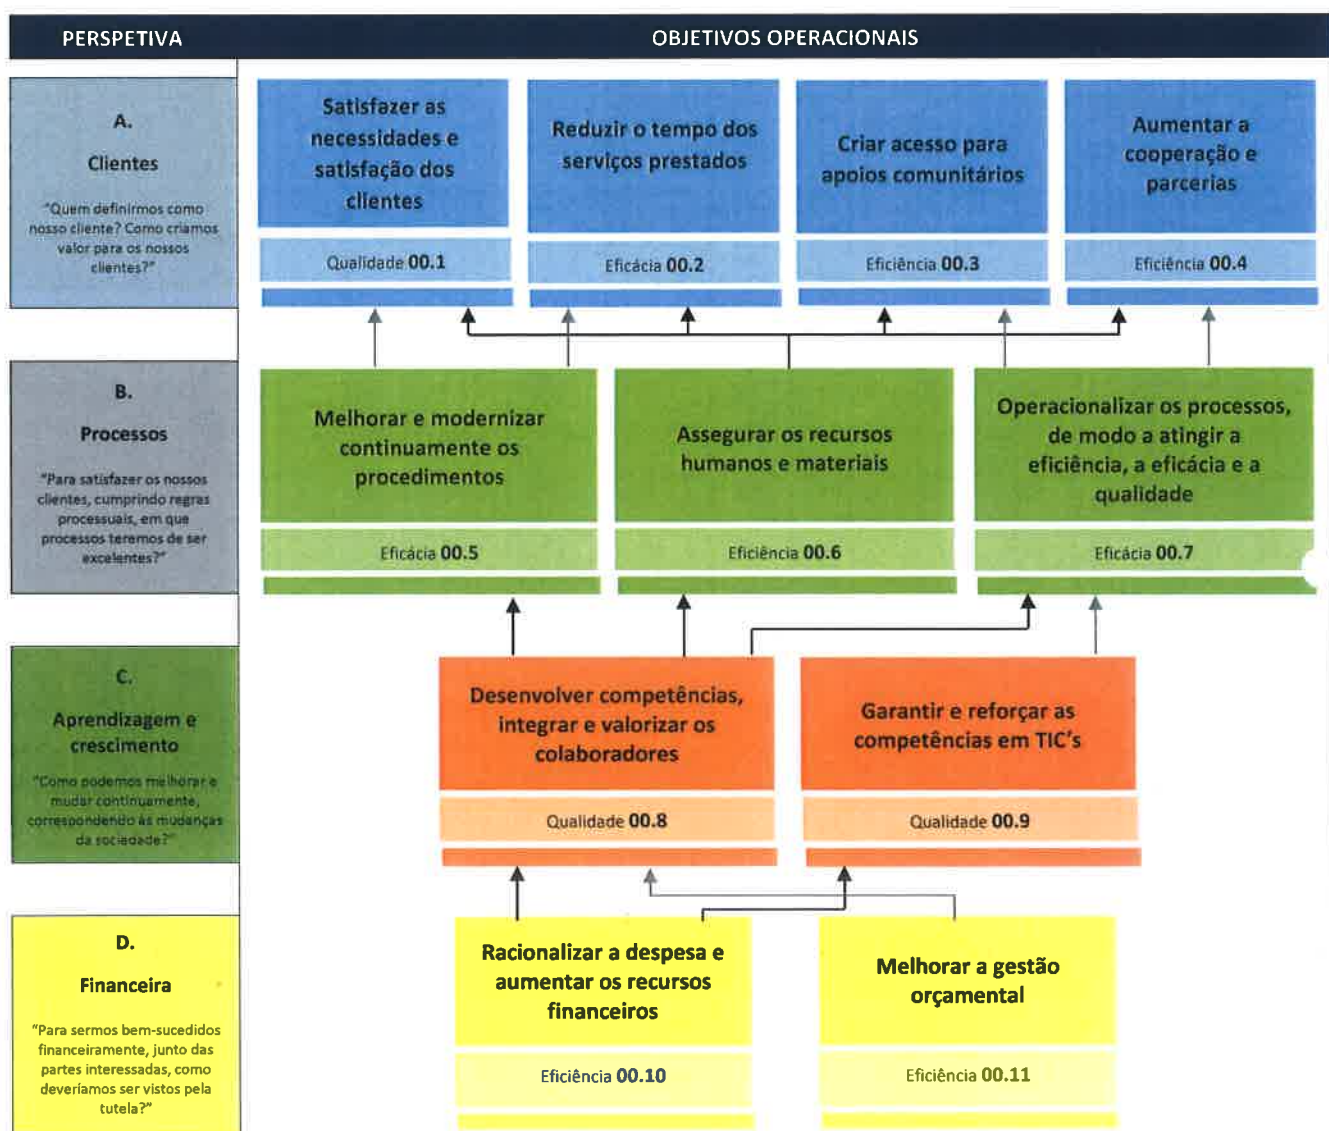 PERSPETIVA
OBJETIVOS OPERACIONAIS
A.
Clientes
"Quem definirmos como
nosso cliente? Como criamos
valor para os nossos
clientes?"
Satisfazer as
necessidades e
satisfação dos
clientes
Qualidade 00.1
Reduzir o tempo dos
serviços prestados
Eficácia 00.2
Criar acesso para
apoios comunitários
Eficiência 00.3
Aumentar a
cooperação e
parcerias
Eficiência 00.4
B.
Processos
"Para satisfazer os nossos
clientes, cumprindo regras
processuais, em que
processos teremos de ser
excelentes?"
Melhorar e modernizar
continuamente os
procedimentos
Eficácia 00.5
Assegurar os recursos
humanos e materiais
Eficiência 00.6
Operacionalizar os processos,
de modo a atingir a
eficiência, a eficácia e a
qualidade
Eficácia 00.7
C.
Aprendizagem e
crescimento
"Como podemos melhorar e
mudar continuamente,
correspondendo às mudanças
da sociedade?"
Desenvolver competências,
integrar e valorizar os
colaboradores
Qualidade 00.8
Garantir e reforçar as
competências em TIC's
Qualidade 00.9
D.
Financeira
"Para sermos bem-sucedidos
financeiramente, junto das
partes interessadas, como
deveríamos ser vistos pela
tutela?"
Racionalizar a despesa e
aumentar os recursos
financeiros
Eficiência 00.10
Melhorar a gestão
orçamental
Eficiência 00.11